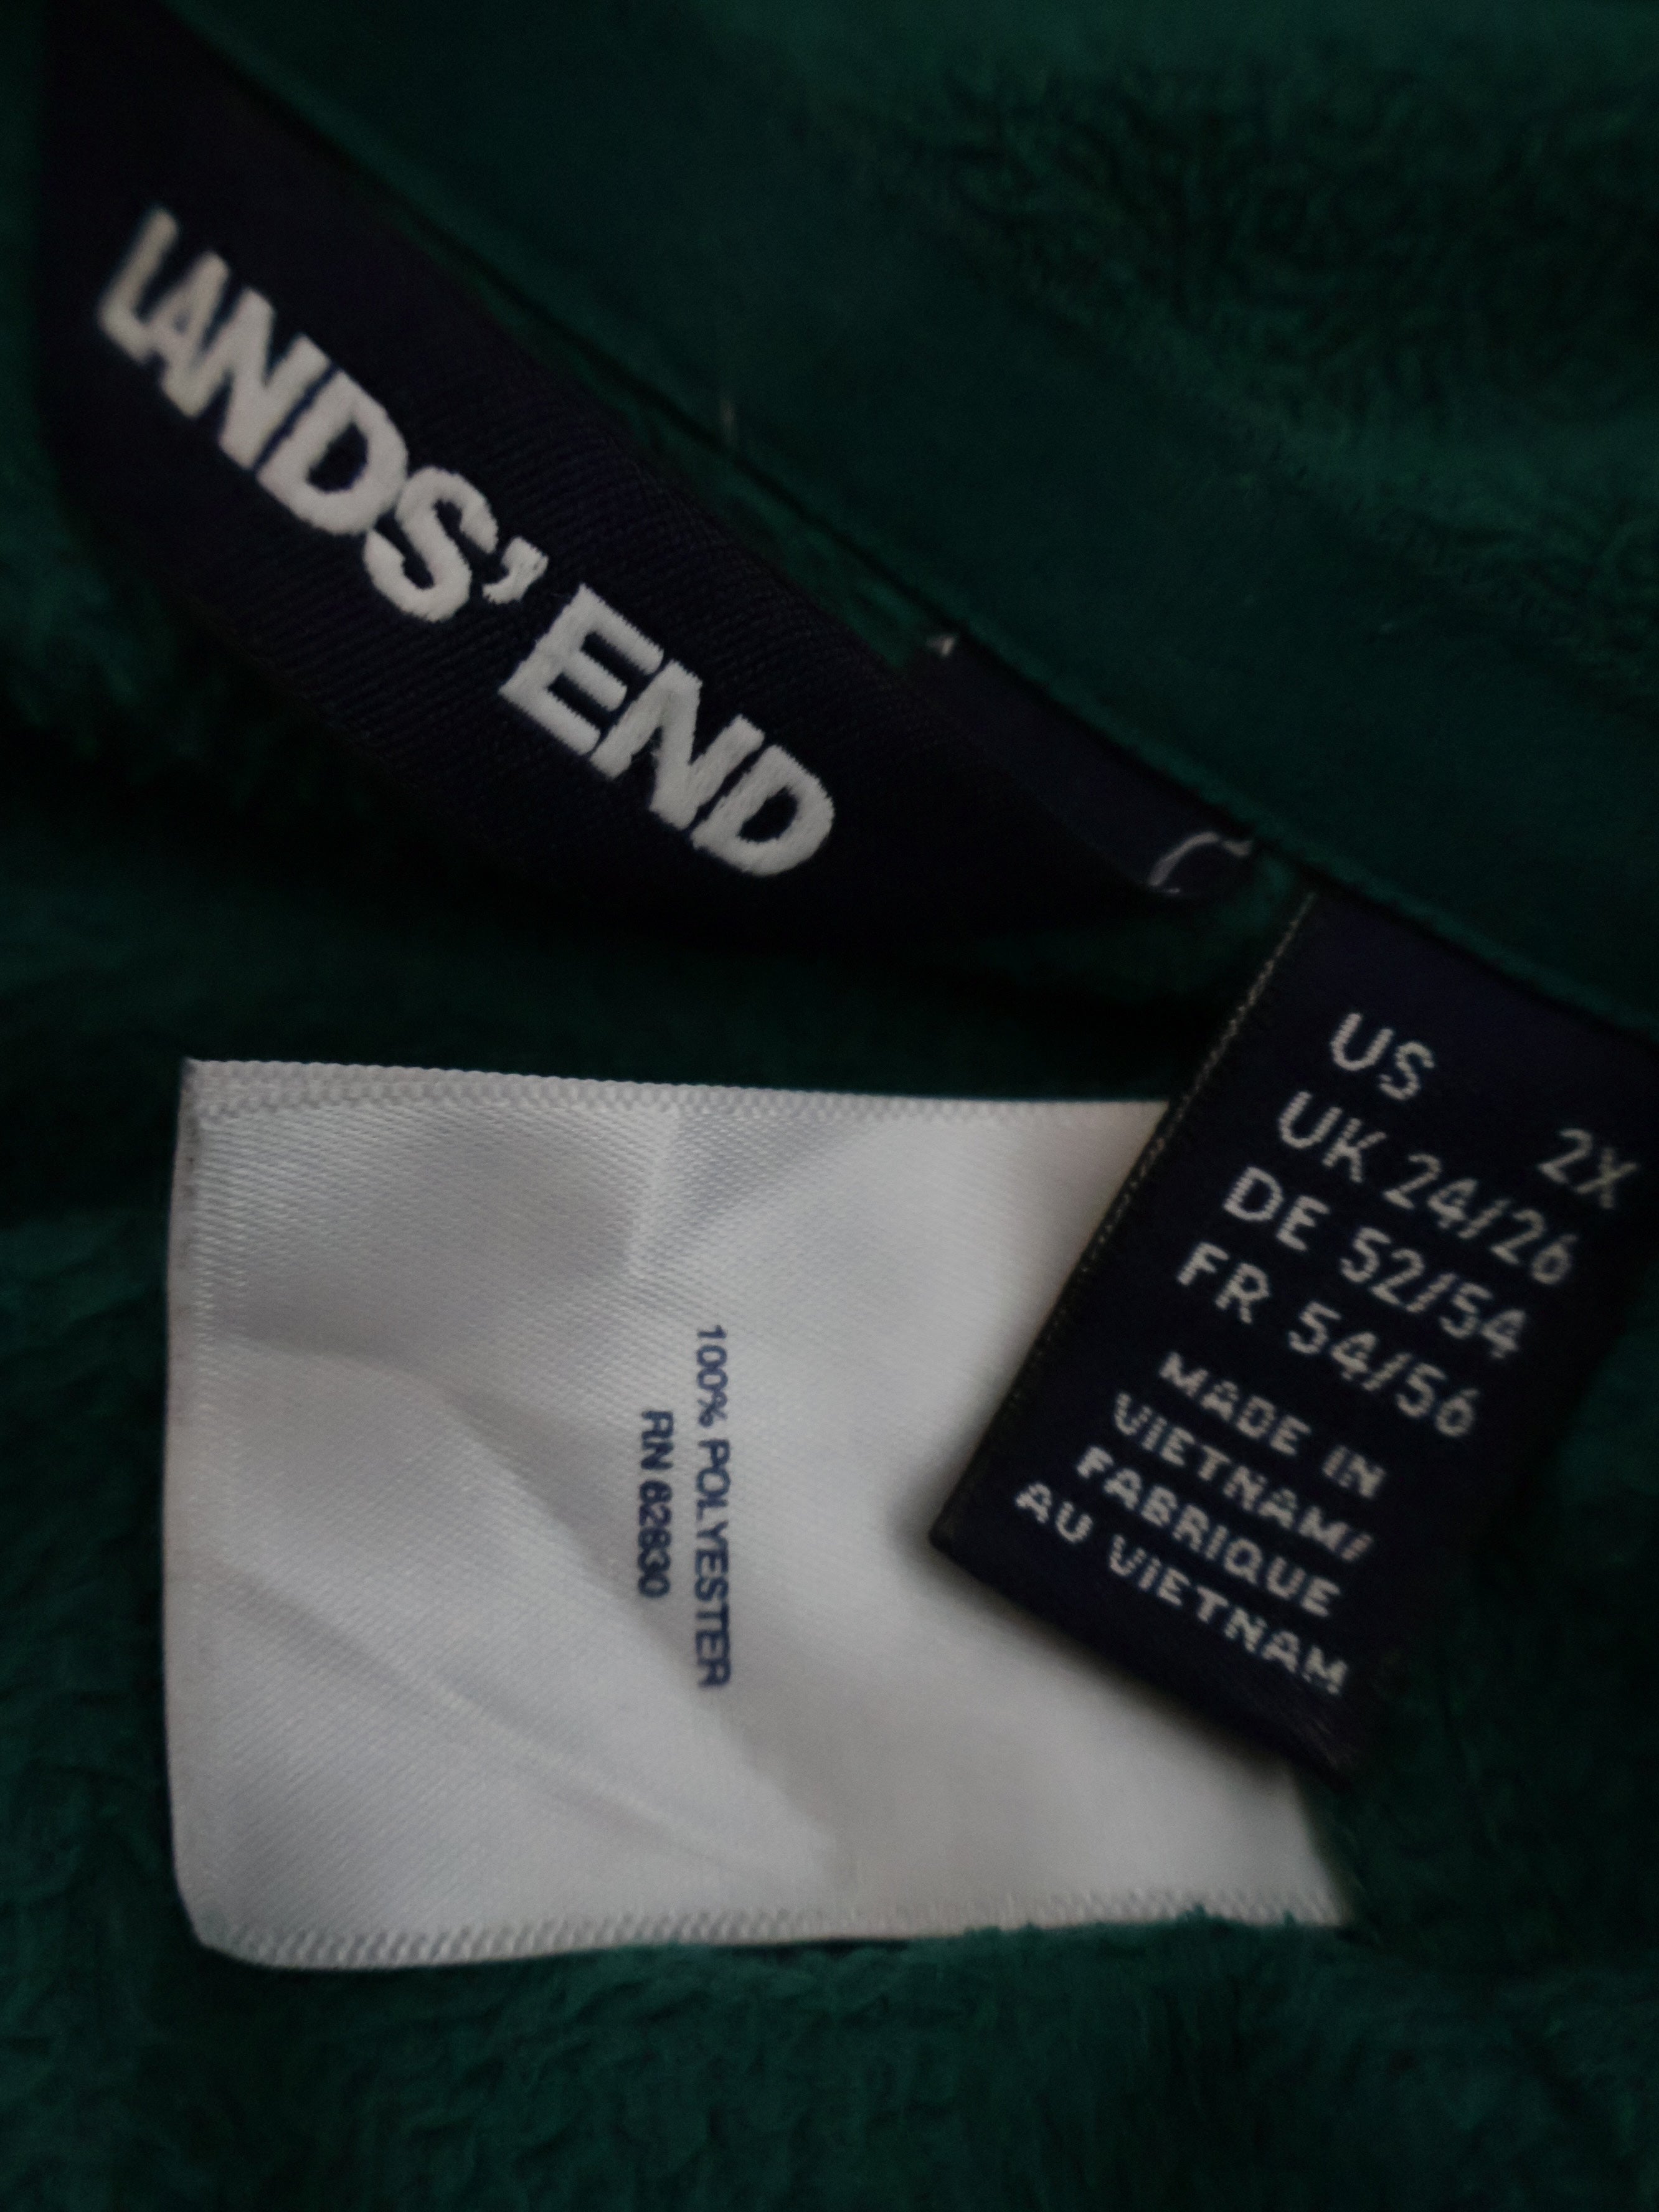 LANDS' END
US 2X
UK 24/26
DE 52/54
FR 54/56
MADE IN
VIETNAM/
FABRIQUE
AU VIETNAM
100% POLYESTER
RN 62830